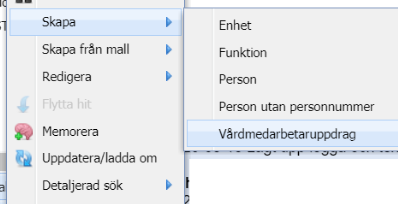 Skapa
Skapa från mall
Redigera
Flytta hit
Memorera
Uppdatera/ladda om
Detaljerad sök
Enhet
Funktion
Person
Person utan personnummer
Vårdmedarbetaruppdrag